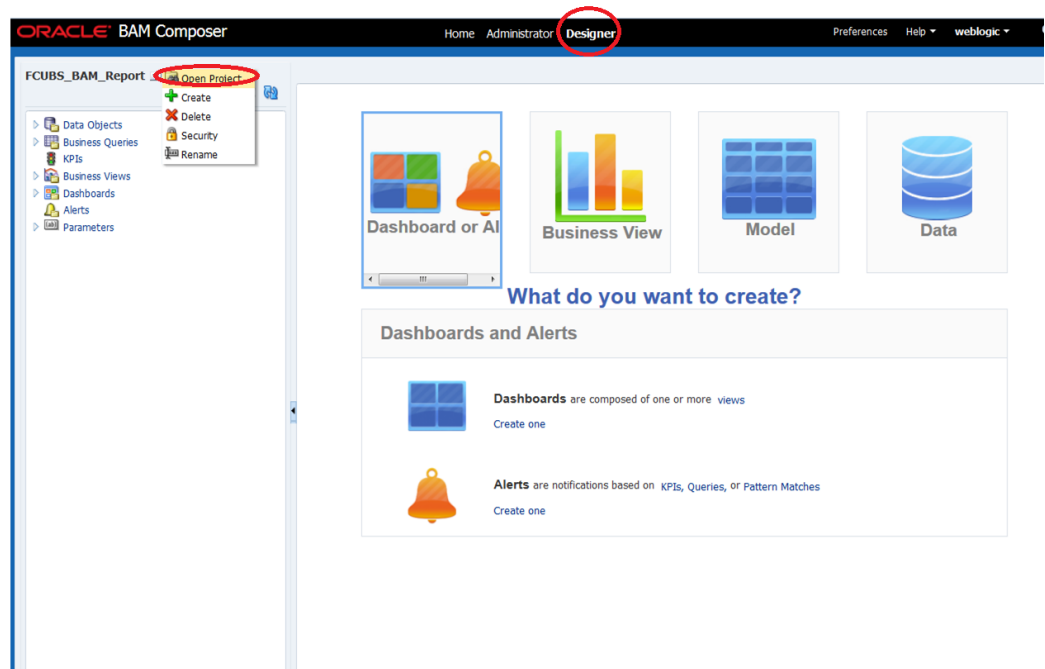 ORACLE BAM Composer
Home Administrator Designer
Preferences Help weblogic
FCUBS_BAM_Report
Open Project
Create
Delete
Security
Rename
Data Objects
Business Queries
KPIs
Business Views
Dashboards
Alerts
Parameters
Dashboard or Al
Business View
Model
Data
What do you want to create?
Dashboards and Alerts
Dashboards are composed of one or more views
Create one
Alerts are notifications based on KPIs, Queries, or Pattern Matches
Create one